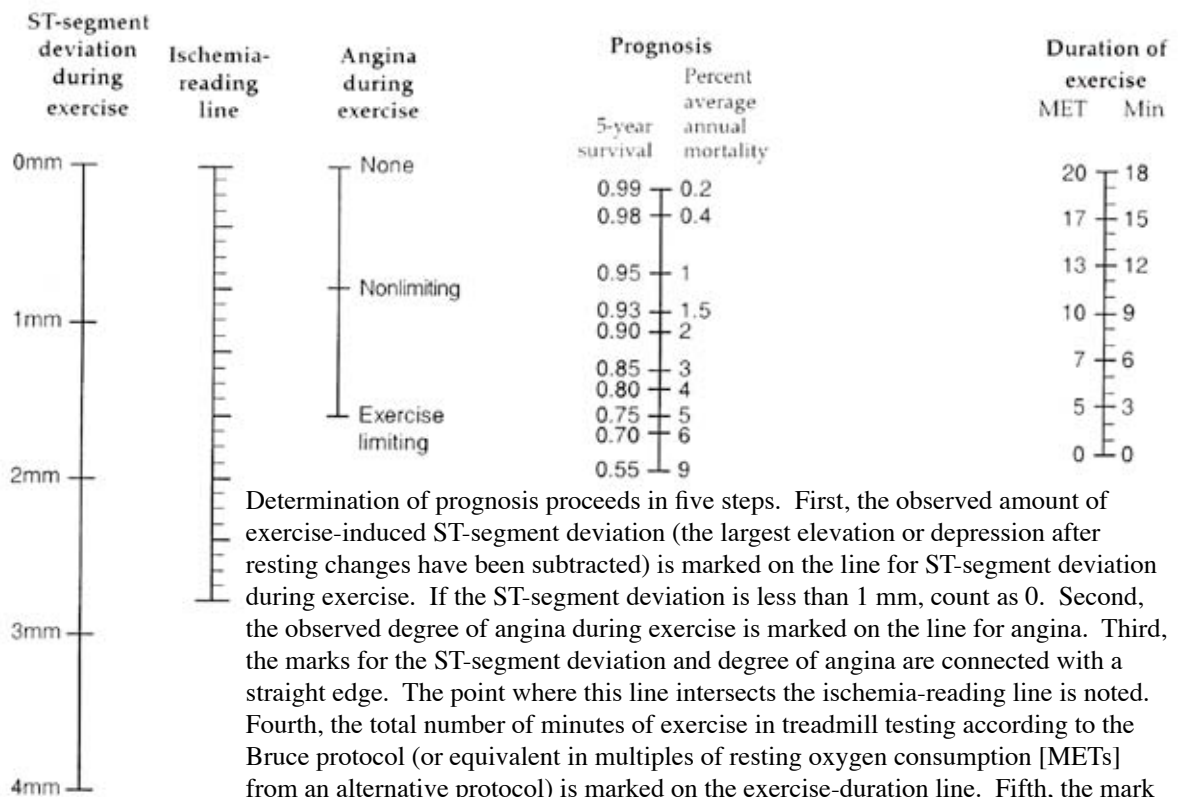 ST-segment
deviation
during
exercise
Ischemia-
reading
line
Angina
during
exercise
Prognosis
5-year
survival
Percent
average
annual
mortality
Duration of
exercise
MET Min
0mm
1mm
2mm
3mm
4mm
None
Nonlimiting
Exercise
limiting
0.99 0.2
0.98 0.4
0.95 1
0.93 1.5
0.90 2
0.85 3
0.80 4
0.75 5
0.70 6
0.55 9
20 18
17 15
13 12
10 9
7 6
5 3
0 0
Determination of prognosis proceeds in five steps. First, the observed amount of
exercise-induced ST-segment deviation (the largest elevation or depression after
resting changes have been subtracted) is marked on the line for ST-segment deviation
during exercise. If the ST-segment deviation is less than 1 mm, count as 0. Second,
the observed degree of angina during exercise is marked on the line for angina. Third,
the marks for the ST-segment deviation and degree of angina are connected with a
straight edge. The point where this line intersects the ischemia-reading line is noted.
Fourth, the total number of minutes of exercise in treadmill testing according to the
Bruce protocol (or equivalent in multiples of resting oxygen consumption [METs]
from an alternative protocol) is marked on the exercise-duration line. Fifth, the mark